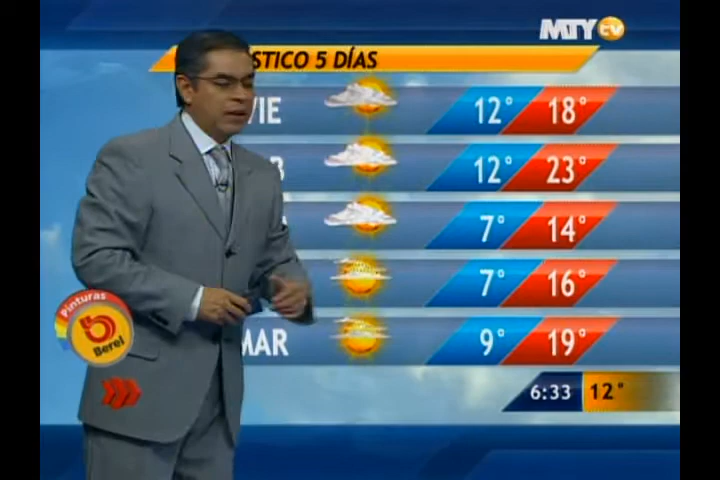 MTY tv
STICO 5 DÍAS
VIE 12° 18°
B 12° 23°
7° 14°
7° 16°
MAR 9° 19°
Pinturas
Berel
6:33 12°